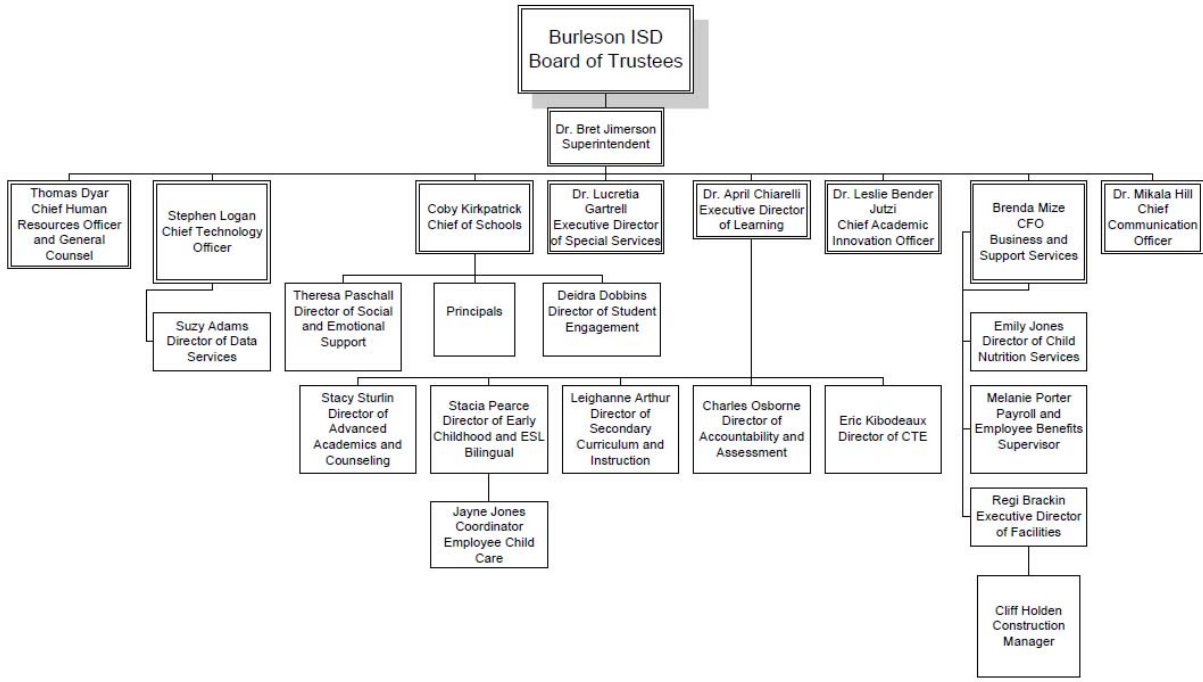 Burleson ISD
Board of Trustees
Dr. Bret Jimerson
Superintendent
Thomas Dyar
Chief Human
Resources Officer
and General
Counsel
Stephen Logan
Chief Technology
Officer
Coby Kirkpatrick
Chief of Schools
Dr. Lucretia
Gartrell
Executive Director
of Special Services
Dr. April Chiarelli
Executive Director
of Learning
Dr. Leslie Bender
Jutzi
Chief Academic
Innovation Officer
Brenda Mize
CFO
Business and
Support Services
Dr. Mikala Hill
Chief
Communication
Officer
Suzy Adams
Director of Data
Services
Theresa Paschall
Director of Social
and Emotional
Support
Principals
Deidra Dobbins
Director of Student
Engagement
Emily Jones
Director of Child
Nutrition Services
Stacy Sturlin
Director of
Advanced
Academics and
Counseling
Stacia Pearce
Director of Early
Childhood and ESL
Bilingual
Leighanne Arthur
Director of
Secondary
Curriculum and
Instruction
Charles Osborne
Director of
Accountability and
Assessment
Eric Kibodeaux
Director of CTE
Melanie Porter
Payroll and
Employee Benefits
Supervisor
Jayne Jones
Coordinator
Employee Child
Care
Regi Brackin
Executive Director
of Facilities
Cliff Holden
Construction
Manager